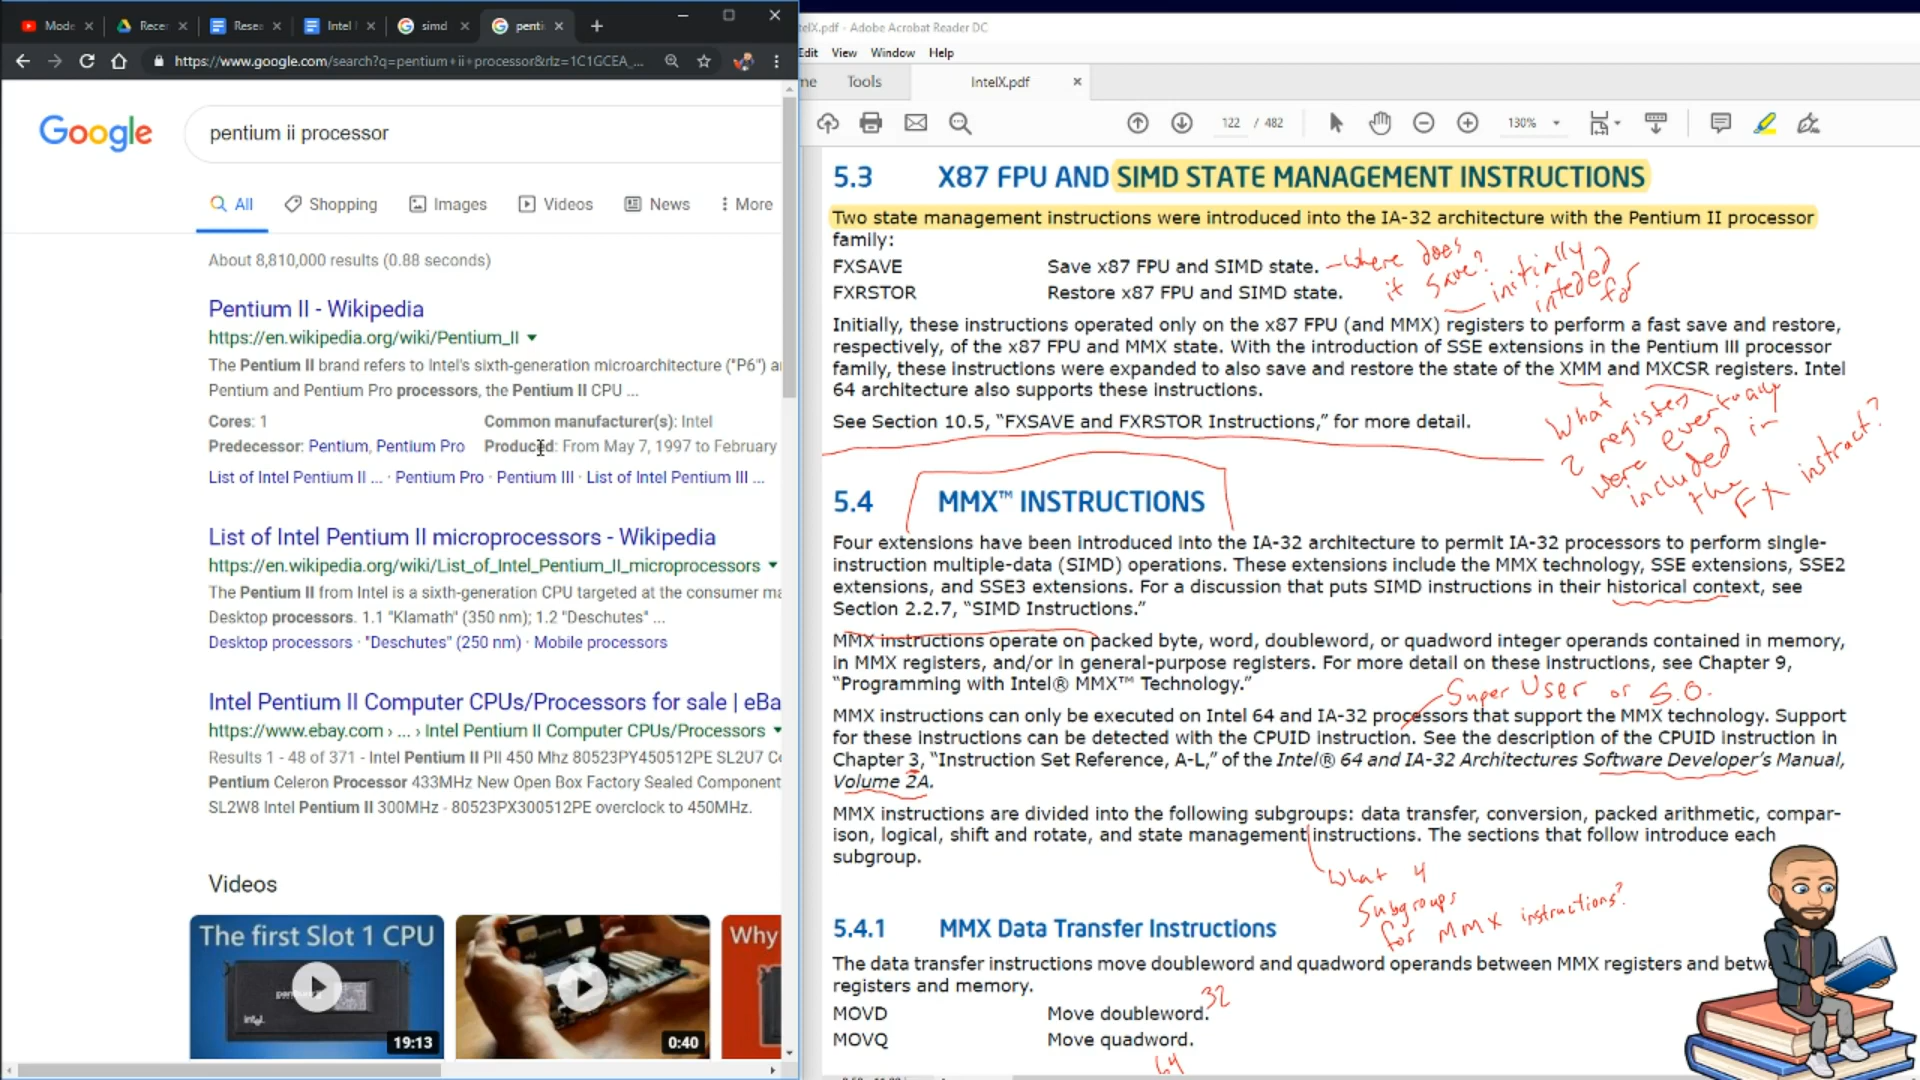 Mode
Recer
Resea
Intel
simd
penti
https://www.google.com/search?q=pentium+ii+processor&rlz=1C1GCEA_...
Google
pentium ii processor
All
Shopping
Images
Videos
News
More
About 8,810,000 results (0.88 seconds)
Pentium II - Wikipedia
https://en.wikipedia.org/wiki/Pentium_II
The Pentium II brand refers to Intel's sixth-generation microarchitecture ("P6") a
Pentium and Pentium Pro processors, the Pentium II CPU ...
Cores: 1
Common manufacturer(s): Intel
Predecessor: Pentium, Pentium Pro
Produced: From May 7, 1997 to February
List of Intel Pentium II ... · Pentium Pro · Pentium III · List of Intel Pentium III ...
List of Intel Pentium II microprocessors - Wikipedia
https://en.wikipedia.org/wiki/List_of_Intel_Pentium_II_microprocessors
The Pentium II from Intel is a sixth-generation CPU targeted at the consumer ma
Desktop processors. 1.1 "Klamath" (350 nm); 1.2 "Deschutes" ...
Desktop processors · "Deschutes" (250 nm) · Mobile processors
Intel Pentium II Computer CPUs/Processors for sale | eBa
https://www.ebay.com › ... › Intel Pentium II Computer CPUs/Processors
Results 1 - 48 of 371 - Intel Pentium II PII 450 Mhz 80523PY450512PE SL2U7 C
Pentium Celeron Processor 433MHz New Open Box Factory Sealed Component
SL2W8 Intel Pentium II 300MHz - 80523PX300512PE overclock to 450MHz.
Videos
The first Slot 1 CPU
intel
19:13
0:40
Why
elX.pdf - Adobe Acrobat Reader DC
Edit View Window Help
me
Tools
IntelX.pdf
122 / 482
130%
5.3 X87 FPU AND SIMD STATE MANAGEMENT INSTRUCTIONS
Two state management instructions were introduced into the IA-32 architecture with the Pentium II processor
family:
FXSAVE Save x87 FPU and SIMD state.
FXRSTOR Restore x87 FPU and SIMD state.
-where does
it save?
initially
inteded
for
Initially, these instructions operated only on the x87 FPU (and MMX) registers to perform a fast save and restore,
respectively, of the x87 FPU and MMX state. With the introduction of SSE extensions in the Pentium III processor
family, these instructions were expanded to also save and restore the state of the XMM and MXCSR registers. Intel
64 architecture also supports these instructions.
See Section 10.5, “FXSAVE and FXRSTOR Instructions,” for more detail.
What
2 registers
were eventually
included in
the
FX instruct?
5.4 MMX™ INSTRUCTIONS
Four extensions have been introduced into the IA-32 architecture to permit IA-32 processors to perform single-
instruction multiple-data (SIMD) operations. These extensions include the MMX technology, SSE extensions, SSE2
extensions, and SSE3 extensions. For a discussion that puts SIMD instructions in their historical context, see
Section 2.2.7, “SIMD Instructions.”
MMX instructions operate on packed byte, word, doubleword, or quadword integer operands contained in memory,
in MMX registers, and/or in general-purpose registers. For more detail on these instructions, see Chapter 9,
“Programming with Intel® MMX™ Technology.”
Super User or S.O.
MMX instructions can only be executed on Intel 64 and IA-32 processors that support the MMX technology. Support
for these instructions can be detected with the CPUID instruction. See the description of the CPUID instruction in
Chapter 3, “Instruction Set Reference, A-L,” of the Intel® 64 and IA-32 Architectures Software Developer’s Manual,
Volume 2A.
MMX instructions are divided into the following subgroups: data transfer, conversion, packed arithmetic, compar-
ison, logical, shift and rotate, and state management instructions. The sections that follow introduce each
subgroup.
What 4
Subgroups
for MMX instructions?
5.4.1 MMX Data Transfer Instructions
The data transfer instructions move doubleword and quadword operands between MMX registers and betw
registers and memory.
MOVD Move doubleword.
32
MOVQ Move quadword.
64